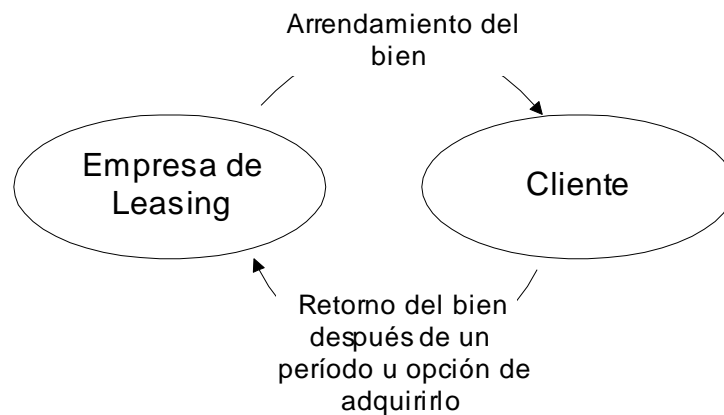 Arrendamiento del
bien
Empresa de
Leasing
Cliente
Retorno del bien
después de un
período u opción de
adquirirlo